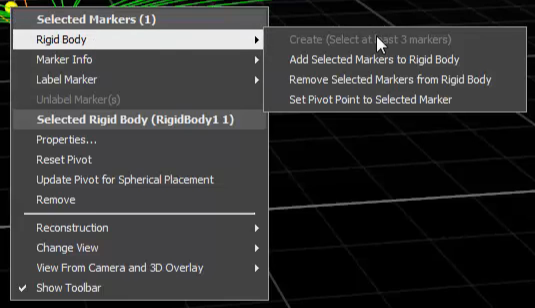 Selected Markers (1)
Rigid Body
Marker Info
Label Marker
Unlabel Marker(s)
Selected Rigid Body (RigidBody1 1)
Properties...
Reset Pivot
Update Pivot for Spherical Placement
Remove
Reconstruction
Change View
View From Camera and 3D Overlay
Show Toolbar
Create (Select at least 3 markers)
Add Selected Markers to Rigid Body
Remove Selected Markers from Rigid Body
Set Pivot Point to Selected Marker